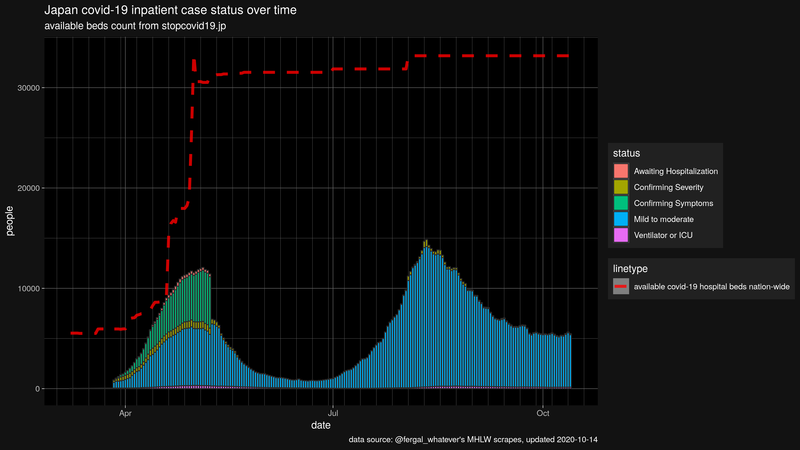 Japan covid-19 inpatient case status over time
available beds count from stopcovid19.jp
30000
20000
10000
0
people
Apr
Jul
Oct
date
status
Awaiting Hospitalization
Confirming Severity
Confirming Symptoms
Mild to moderate
Ventilator or ICU
linetype
available covid-19 hospital beds nation-wide
data source: @fergal_whatever's MHLW scrapes, updated 2020-10-14